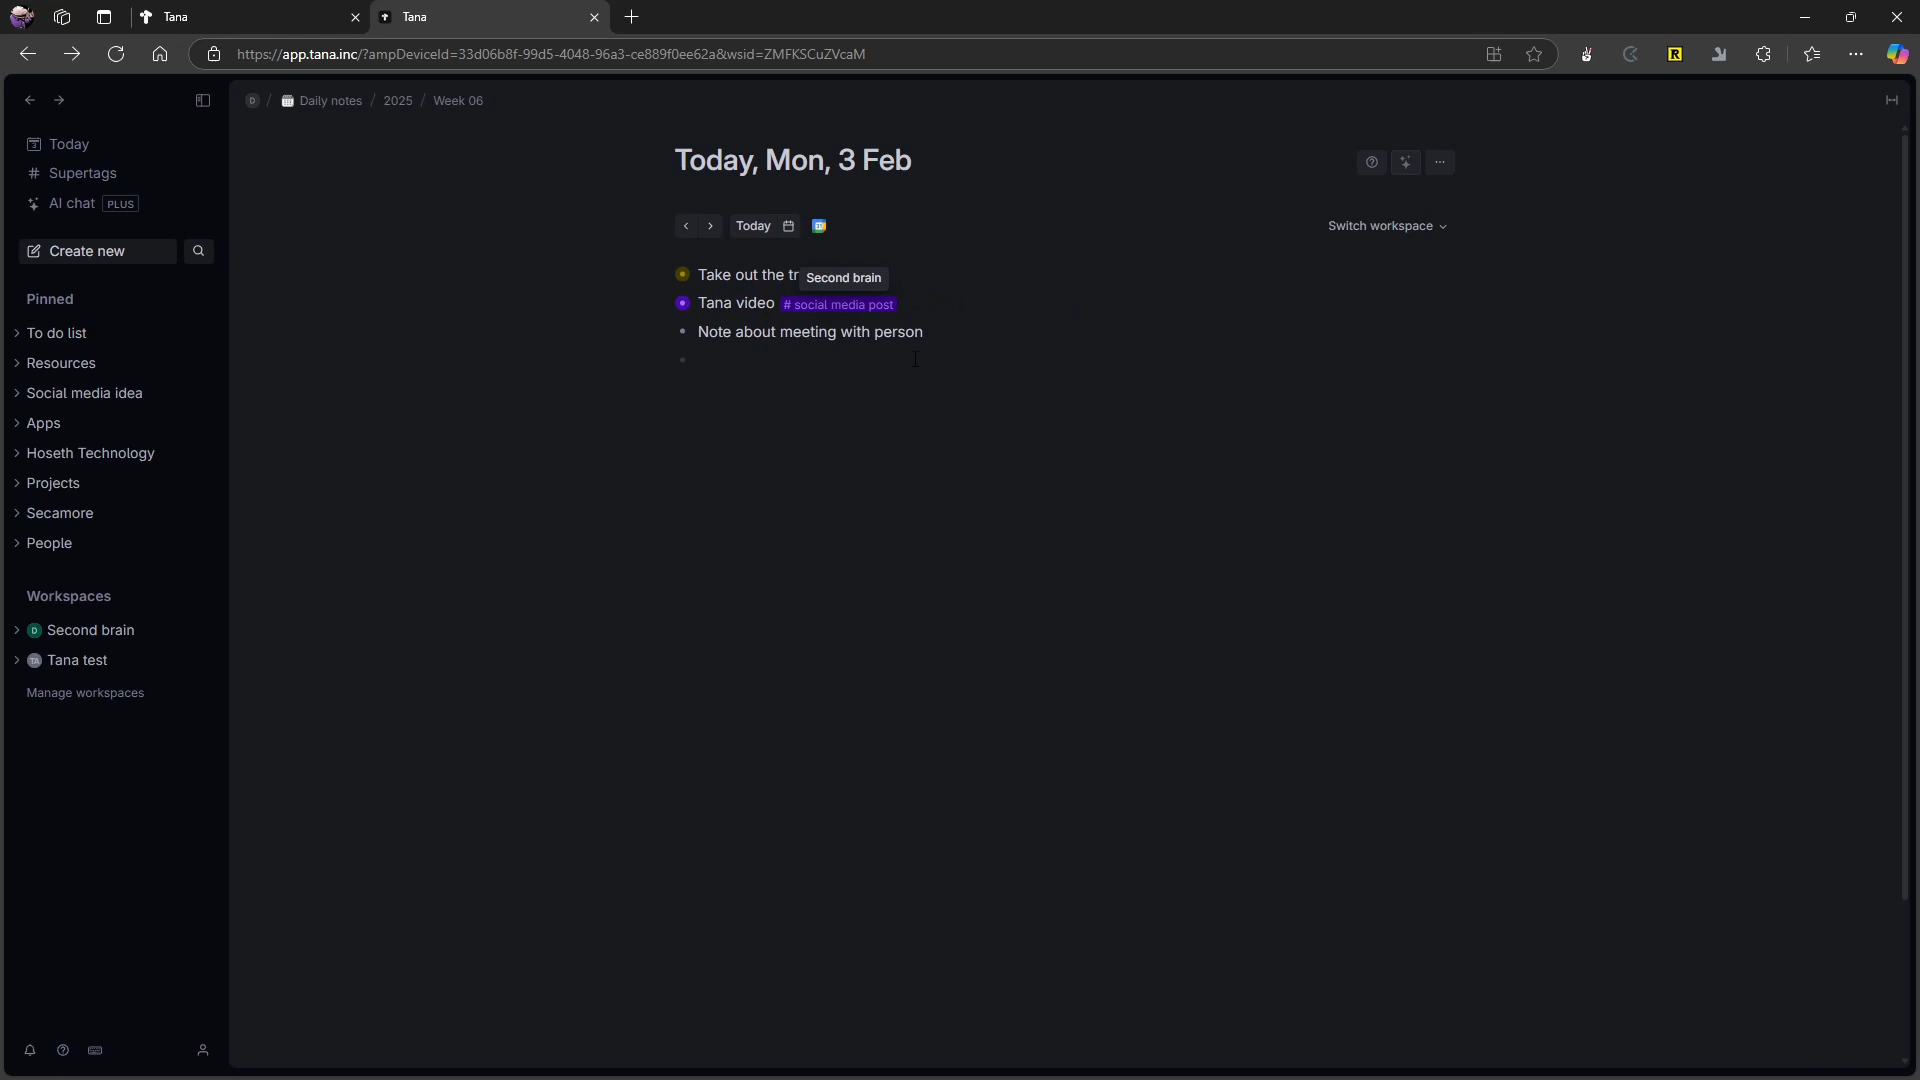 Tana
Tana
https://app.tana.inc/?ampDeviceId=33d06b8f-99d5-4048-96a3-ce889f0ee62a&wsid=ZMFKSCuZVcaM
D / Daily notes / 2025 / Week 06
Today
# Supertags
AI chat PLUS
Create new
Pinned
To do list
Resources
Social media idea
Apps
Hoseth Technology
Projects
Secamore
People
Workspaces
D Second brain
TA Tana test
Manage workspaces
Today, Mon, 3 Feb
Today
Switch workspace
Take out the tr
Second brain
Tana video # social media post
Note about meeting with person